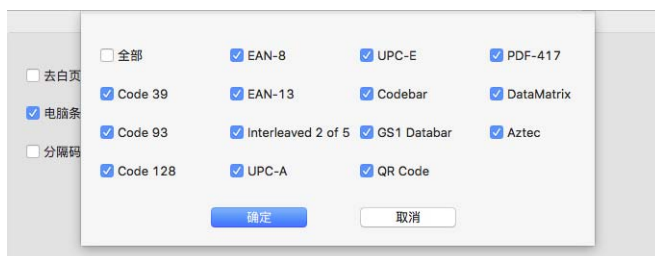 全部 EAN-8 UPC-E PDF-417
去白页
Code 39 EAN-13 Codebar DataMatrix
电脑条
Code 93 Interleaved 2 of 5 GS1 Databar Aztec
分隔码
Code 128 UPC-A QR Code
确定 取消